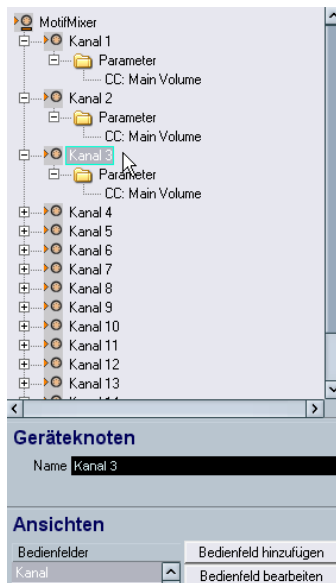 MotifMixer
Kanal 1
Parameter
CC: Main Volume
Kanal 2
Parameter
CC: Main Volume
Kanal 3
Parameter
CC: Main Volume
Kanal 4
Kanal 5
Kanal 6
Kanal 7
Kanal 8
Kanal 9
Kanal 10
Kanal 11
Kanal 12
Kanal 13
Geräteknoten
Name Kanal 3
Ansichten
Bedienfelder Bedienfeld hinzufügen
Kanal Bedienfeld bearbeiten